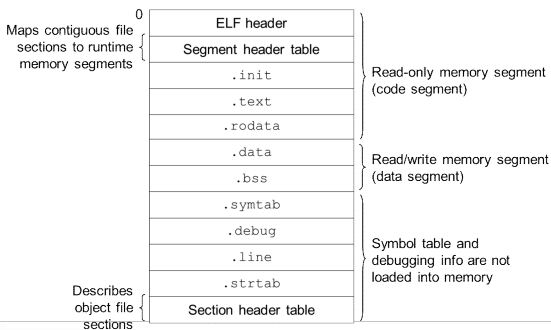 0
ELF header
Maps contiguous file
sections to runtime
memory segments
Segment header table
.init
.text
.rodata
Read-only memory segment
(code segment)
.data
.bss
Read/write memory segment
(data segment)
.symtab
.debug
.line
.strtab
Symbol table and
debugging info are not
loaded into memory
Describes
object file
sections
Section header table